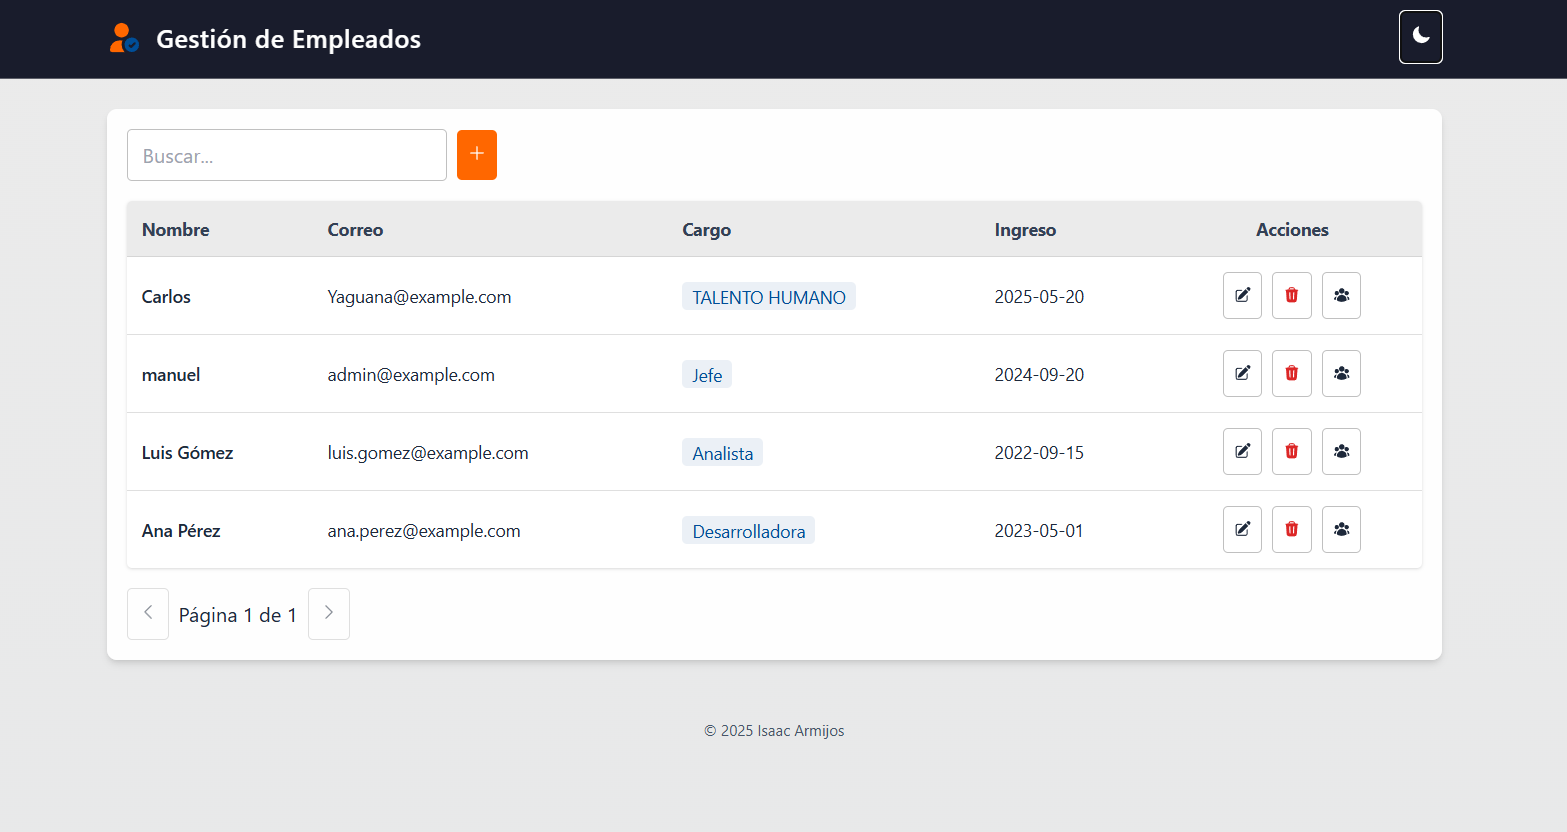 Gestión de Empleados
Buscar...
Nombre Correo Cargo Ingreso Acciones
Carlos Yaguana@example.com TALENTO HUMANO 2025-05-20
manuel admin@example.com Jefe 2024-09-20
Luis Gómez luis.gomez@example.com Analista 2022-09-15
Ana Pérez ana.perez@example.com Desarrolladora 2023-05-01
Página 1 de 1
© 2025 Isaac Armijos